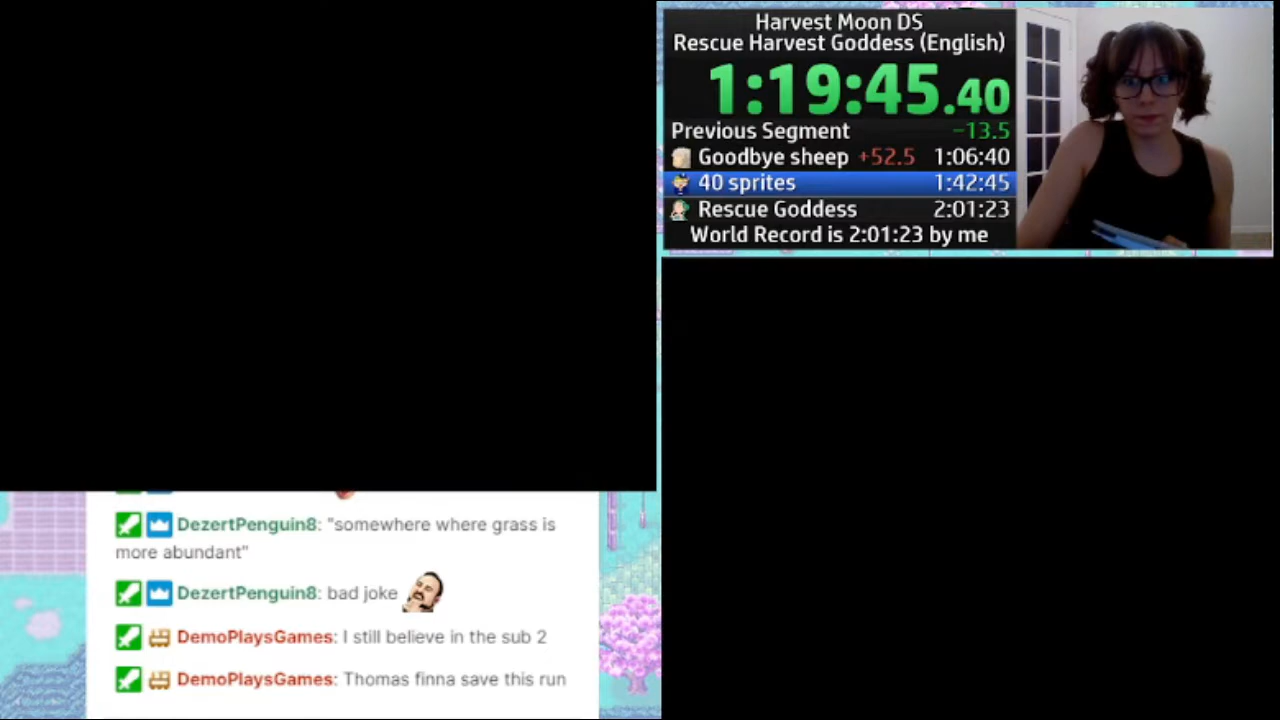 Harvest Moon DS
Rescue Harvest Goddess (English)
1:19:45.40
Previous Segment -13.5
Goodbye sheep +52.5 1:06:40
40 sprites 1:42:45
Rescue Goddess 2:01:23
World Record is 2:01:23 by me
DezertPenguin8: "somewhere where grass is
more abundant"
DezertPenguin8: bad joke
DemoPlaysGames: I still believe in the sub 2
DemoPlaysGames: Thomas finna save this run